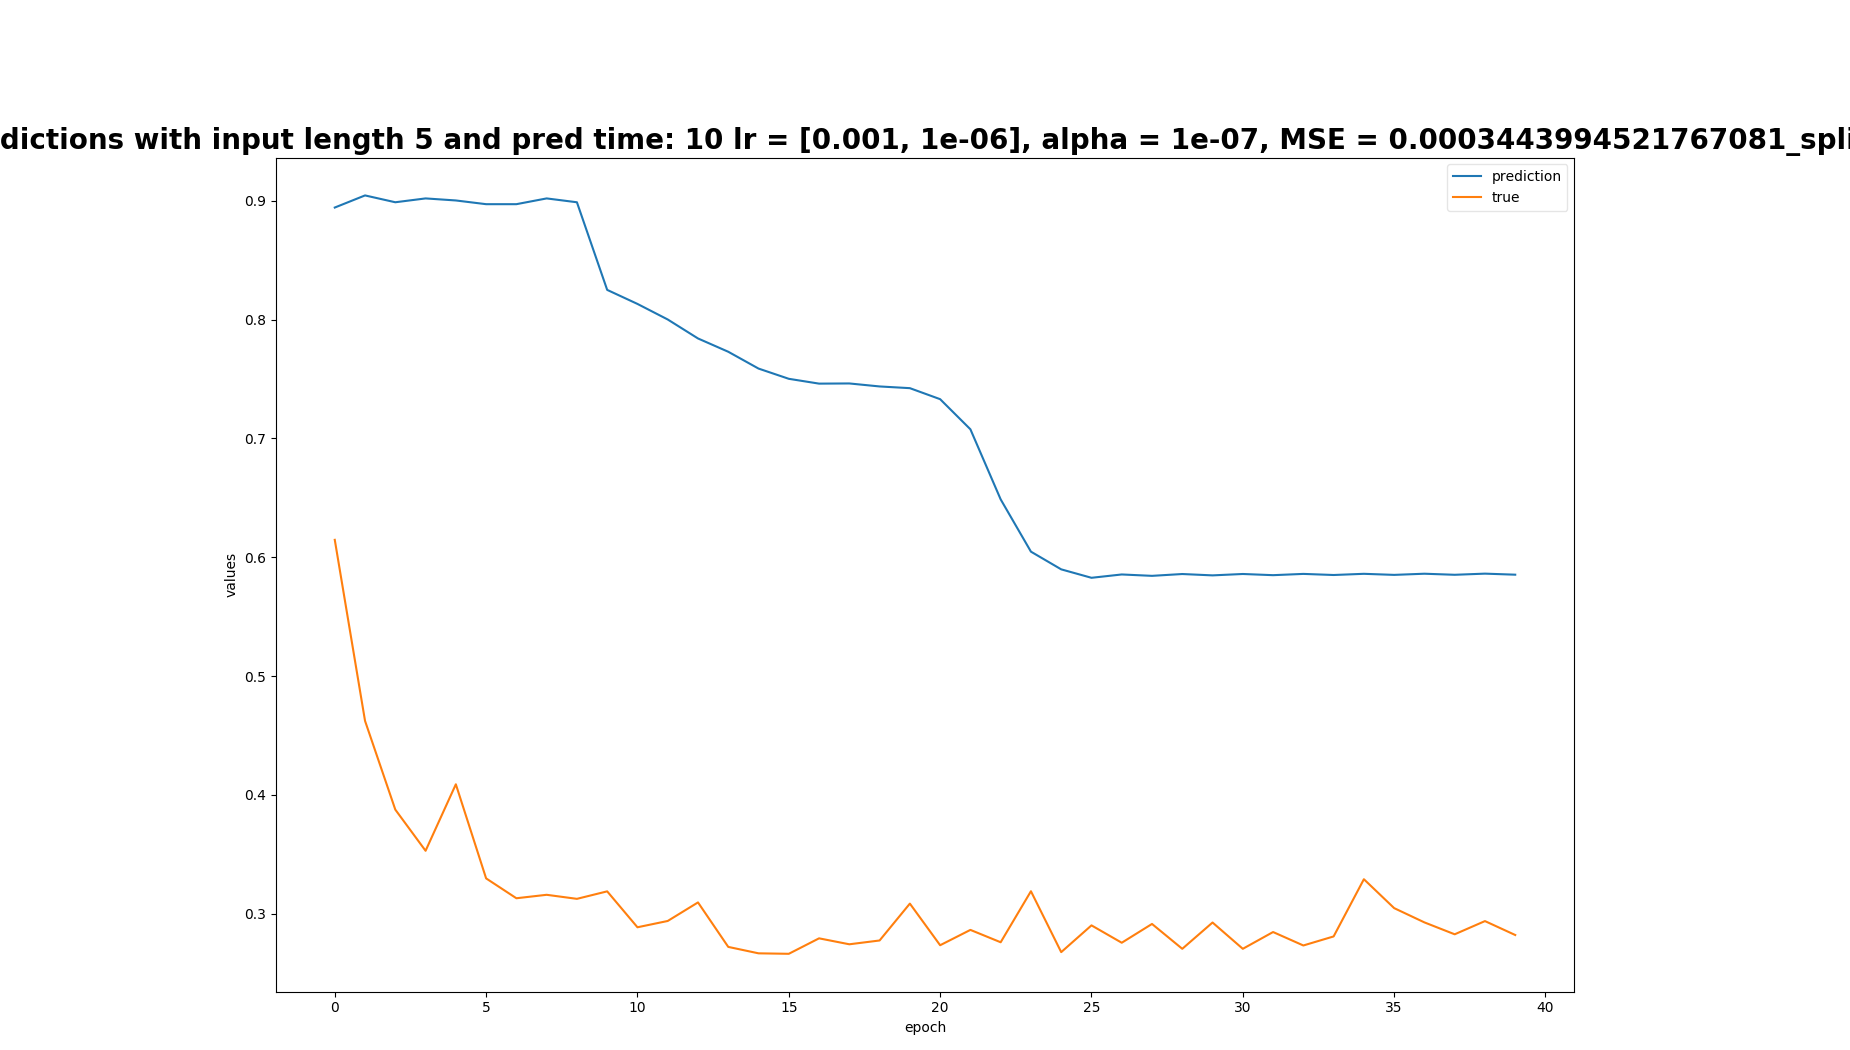 dictions with input length 5 and pred time: 10 lr = [0.001, 1e-06], alpha = 1e-07, MSE = 0.0003443994521767081_spli
prediction
true
0.9
0.8
0.7
0.6
0.5
0.4
0.3
values
0 5 10 15 20 25 30 35 40
epoch